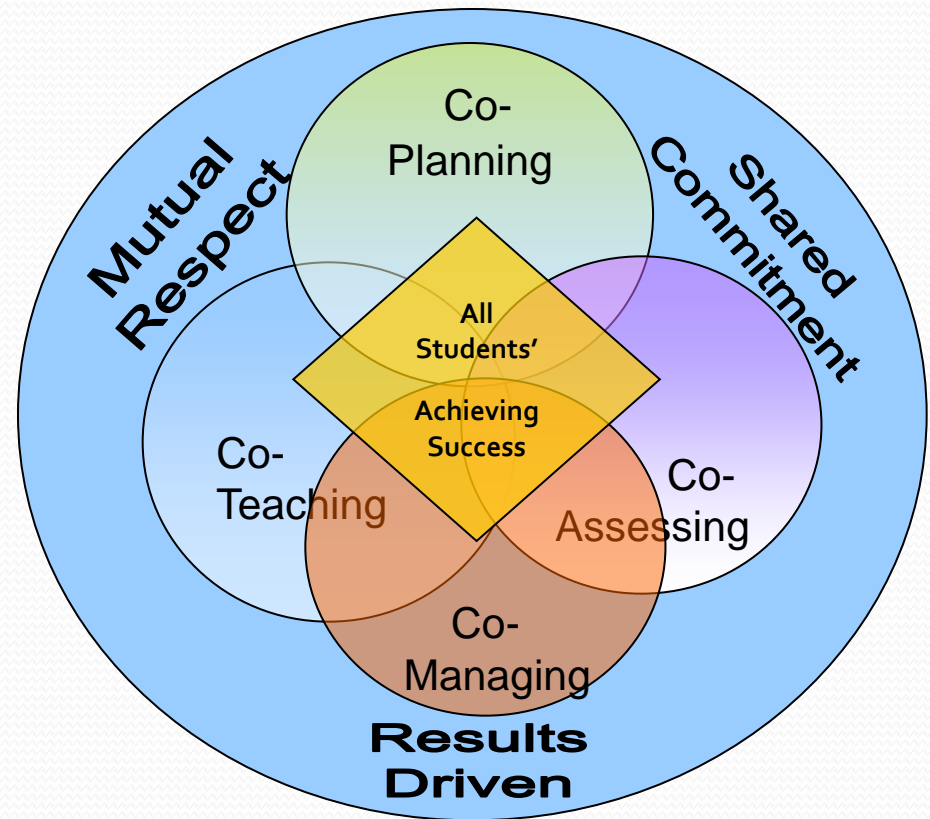 Co-
Planning
Mutual
Respect
Shared
Commitment
All
Students’
Achieving
Success
Co-
Teaching
Co-
Assessing
Co-
Managing
Results
Driven